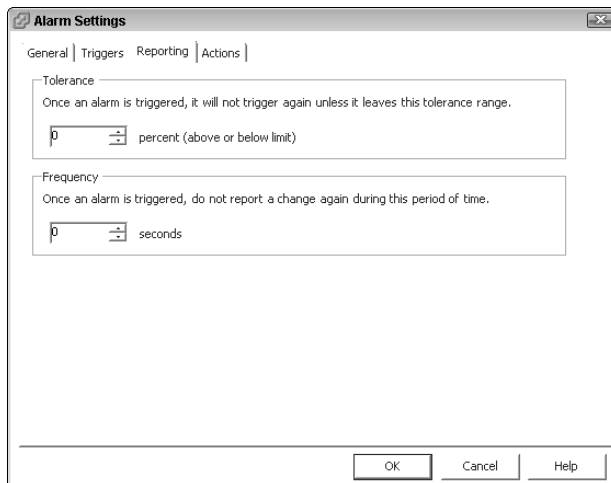 Alarm Settings
General Triggers Reporting Actions
Tolerance
Once an alarm is triggered, it will not trigger again unless it leaves this tolerance range.
0 percent (above or below limit)
Frequency
Once an alarm is triggered, do not report a change again during this period of time.
0 seconds
OK Cancel Help